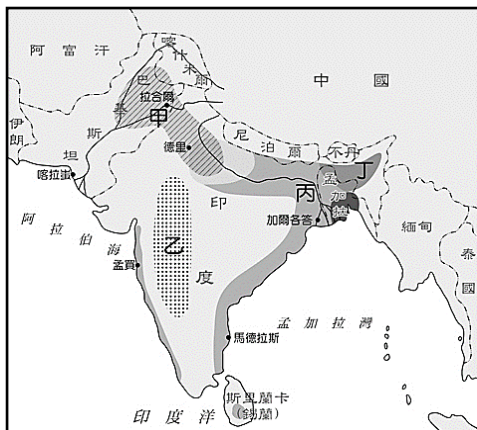 阿富汗
喀什米爾
中國
巴基斯坦
拉合爾
甲
伊朗
德里
尼泊爾
不丹
丁
孟加拉
喀拉蚩
印度
丙
加爾各答
緬甸
阿拉伯海
乙
泰國
孟買
馬德拉斯
孟加拉灣
斯里蘭卡
(錫蘭)
印度洋